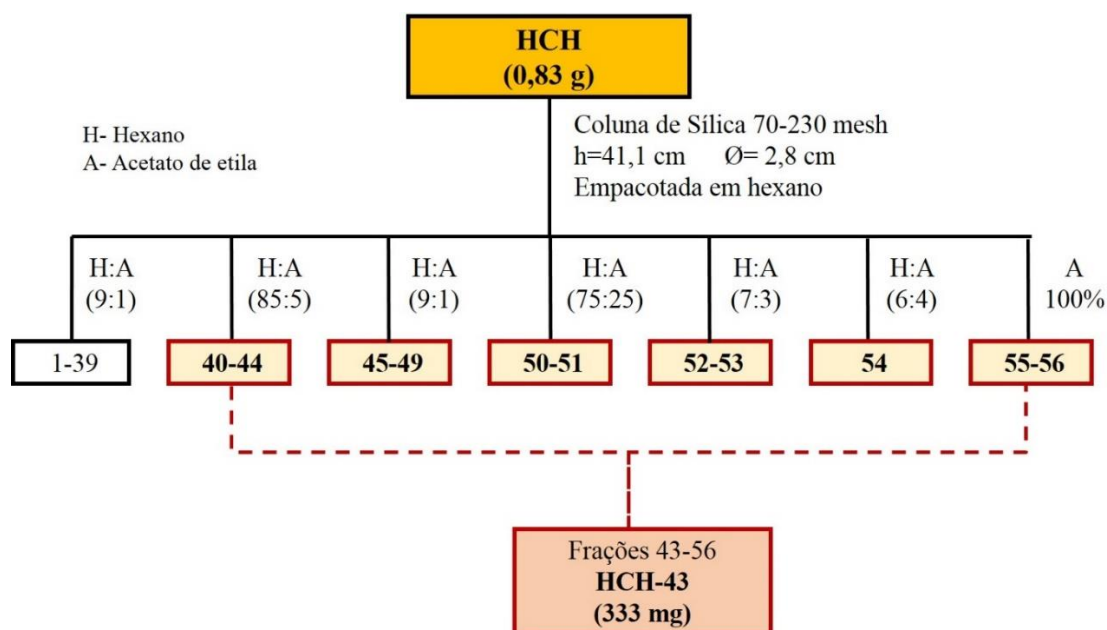 HCH
(0,83 g)
H- Hexano
A- Acetato de etila
Coluna de Sílica 70-230 mesh
h=41,1 cm Ø= 2,8 cm
Empacotada em hexano
H:A
(9:1)
H:A
(85:5)
H:A
(9:1)
H:A
(75:25)
H:A
(7:3)
H:A
(6:4)
A
100%
1-39
40-44
45-49
50-51
52-53
54
55-56
Frações 43-56
HCH-43
(333 mg)